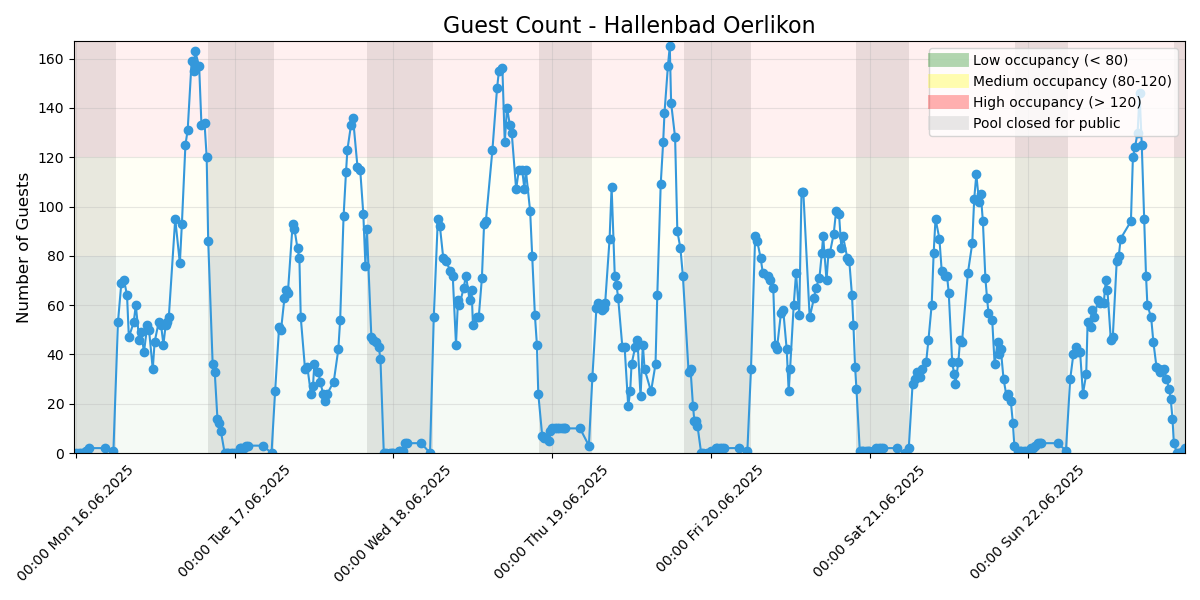 Guest Count - Hallenbad Oerlikon
Number of Guests
160
140
120
100
80
60
40
20
0
Low occupancy (< 80)
Medium occupancy (80-120)
High occupancy (> 120)
Pool closed for public
00:00 Mon 16.06.2025
00:00 Tue 17.06.2025
00:00 Wed 18.06.2025
00:00 Thu 19.06.2025
00:00 Fri 20.06.2025
00:00 Sat 21.06.2025
00:00 Sun 22.06.2025